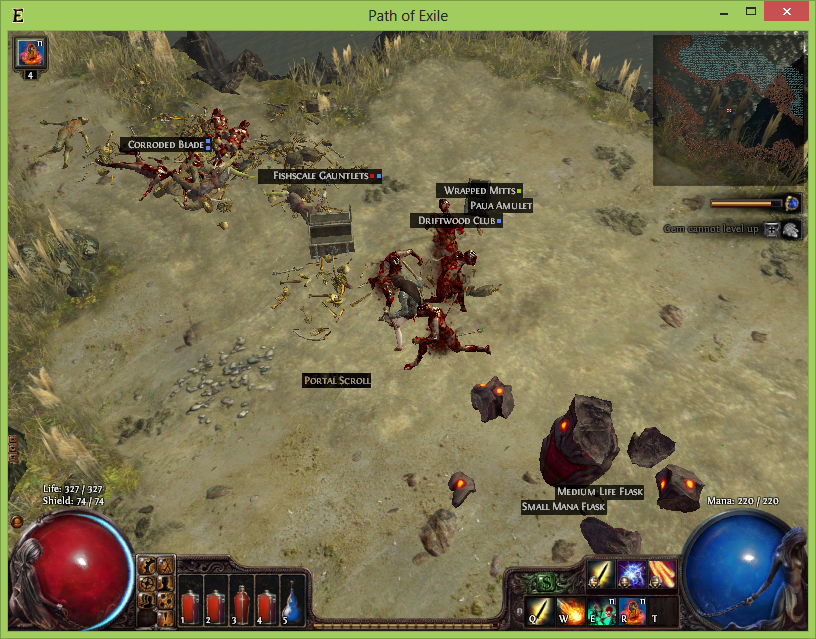 E
Path of Exile
n
4
CORRODED BLADE
FISHSCALE GAUNTLETS
WRAPPED MITTS
PAUA AMULET
DRIFTWOOD CLUB
Gem cannot level up
PORTAL SCROLL
MEDIUM LIFE FLASK
SMALL MANA FLASK
Life: 327 / 327
Shield: 74 / 74
Mana: 220 / 220
1 2 3 4 5
S
n n
Q W E R T